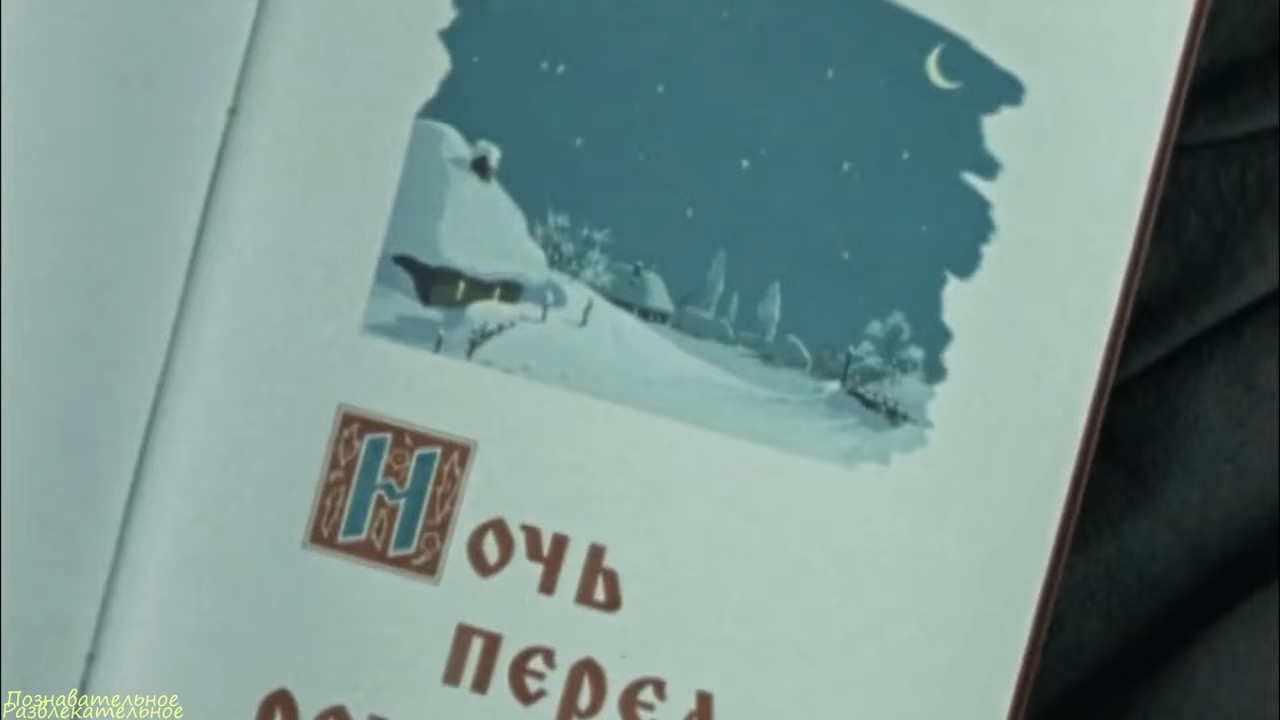 Ночь
перед
Познавательное
Развлекательное